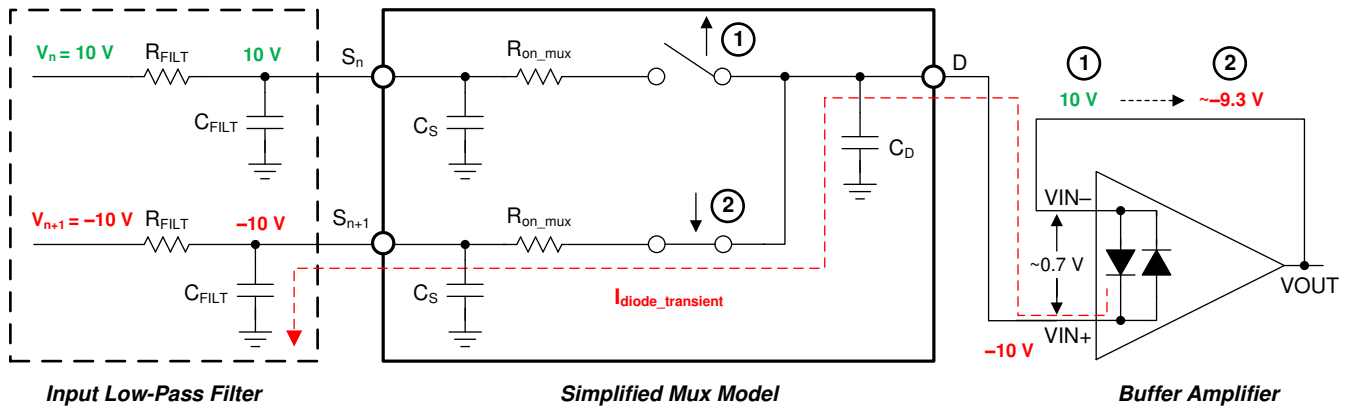 Vn = 10 V
RFILT
10 V
CFILT
Sn
Ron_mux
1
CS
D
CD
1
2
10 V
~–9.3 V
Vn+1 = –10 V
RFILT
–10 V
CFILT
Sn+1
Ron_mux
2
CS
Idiode_transient
VIN–
~0.7 V
VIN+
–10 V
VOUT
Input Low-Pass Filter
Simplified Mux Model
Buffer Amplifier